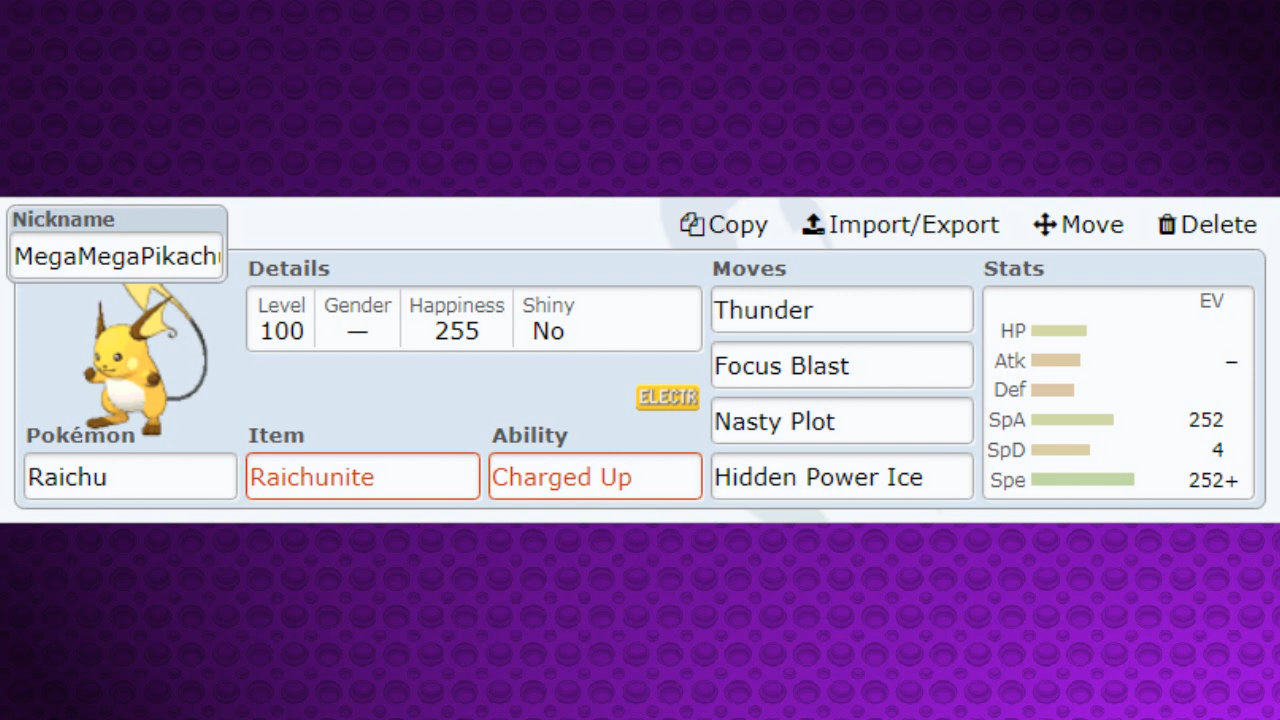 Nickname
MegaMegaPikach
Copy
Import/Export
Move
Delete
Details
Level Gender Happiness Shiny
100 — 255 No
ELECTR
Pokémon
Raichu
Item
Raichunite
Ability
Charged Up
Moves
Thunder
Focus Blast
Nasty Plot
Hidden Power Ice
Stats
EV
HP
Atk –
Def
SpA 252
SpD 4
Spe 252+